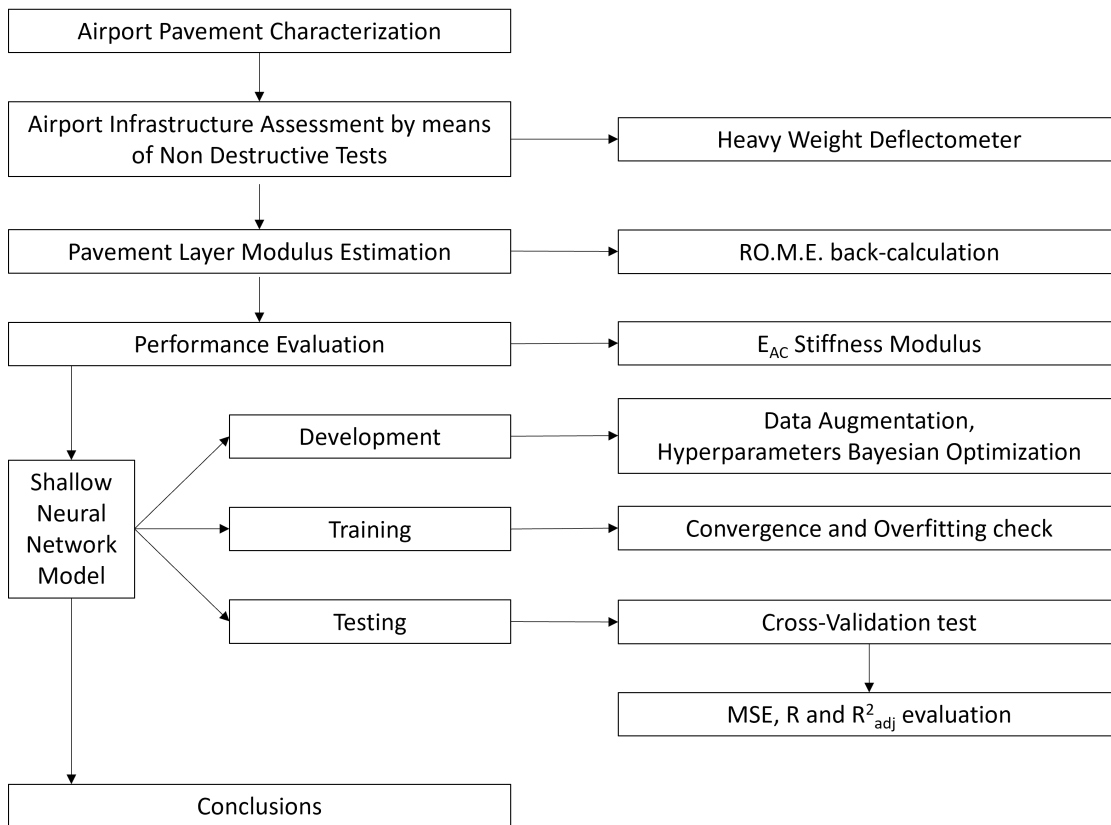 Airport Pavement Characterization
Airport Infrastructure Assessment by means
of Non Destructive Tests
Heavy Weight Deflectometer
Pavement Layer Modulus Estimation
RO.M.E. back-calculation
Performance Evaluation
E_AC Stiffness Modulus
Shallow
Neural
Network
Model
Development
Data Augmentation,
Hyperparameters Bayesian Optimization
Training
Convergence and Overfitting check
Testing
Cross-Validation test
MSE, R and R²_adj evaluation
Conclusions